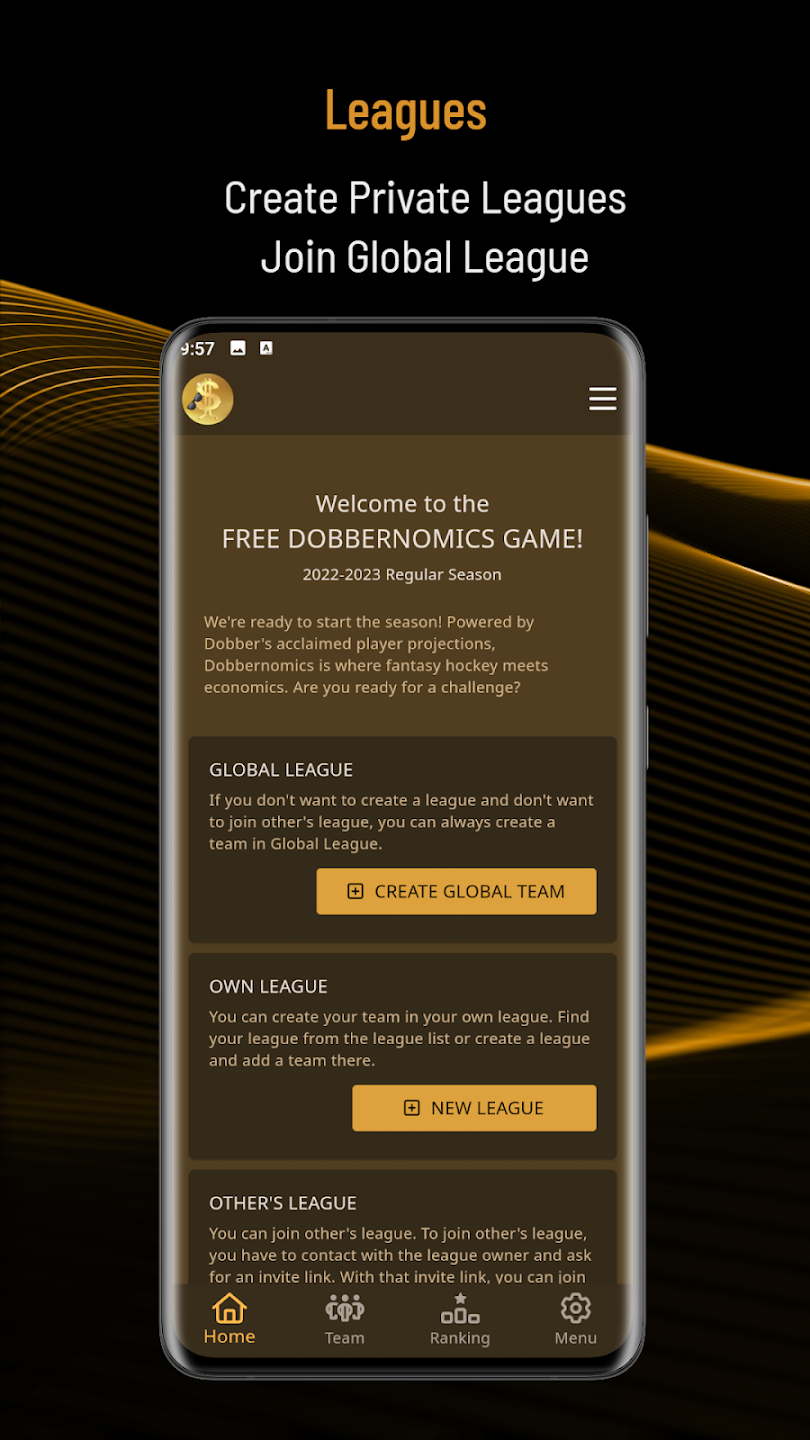 Leagues
Create Private Leagues
Join Global League
9:57
A
Welcome to the
FREE DOBBERNOMICS GAME!
2022-2023 Regular Season
We're ready to start the season! Powered by
Dobber's acclaimed player projections,
Dobbernomics is where fantasy hockey meets
economics. Are you ready for a challenge?
GLOBAL LEAGUE
If you don't want to create a league and don't want
to join other's league, you can always create a
team in Global League.
CREATE GLOBAL TEAM
OWN LEAGUE
You can create your team in your own league. Find
your league from the league list or create a league
and add a team there.
NEW LEAGUE
OTHER'S LEAGUE
You can join other's league. To join other's league,
you have to contact with the league owner and ask
for an invite link. With that invite link, you can join
Home
Team
Ranking
Menu